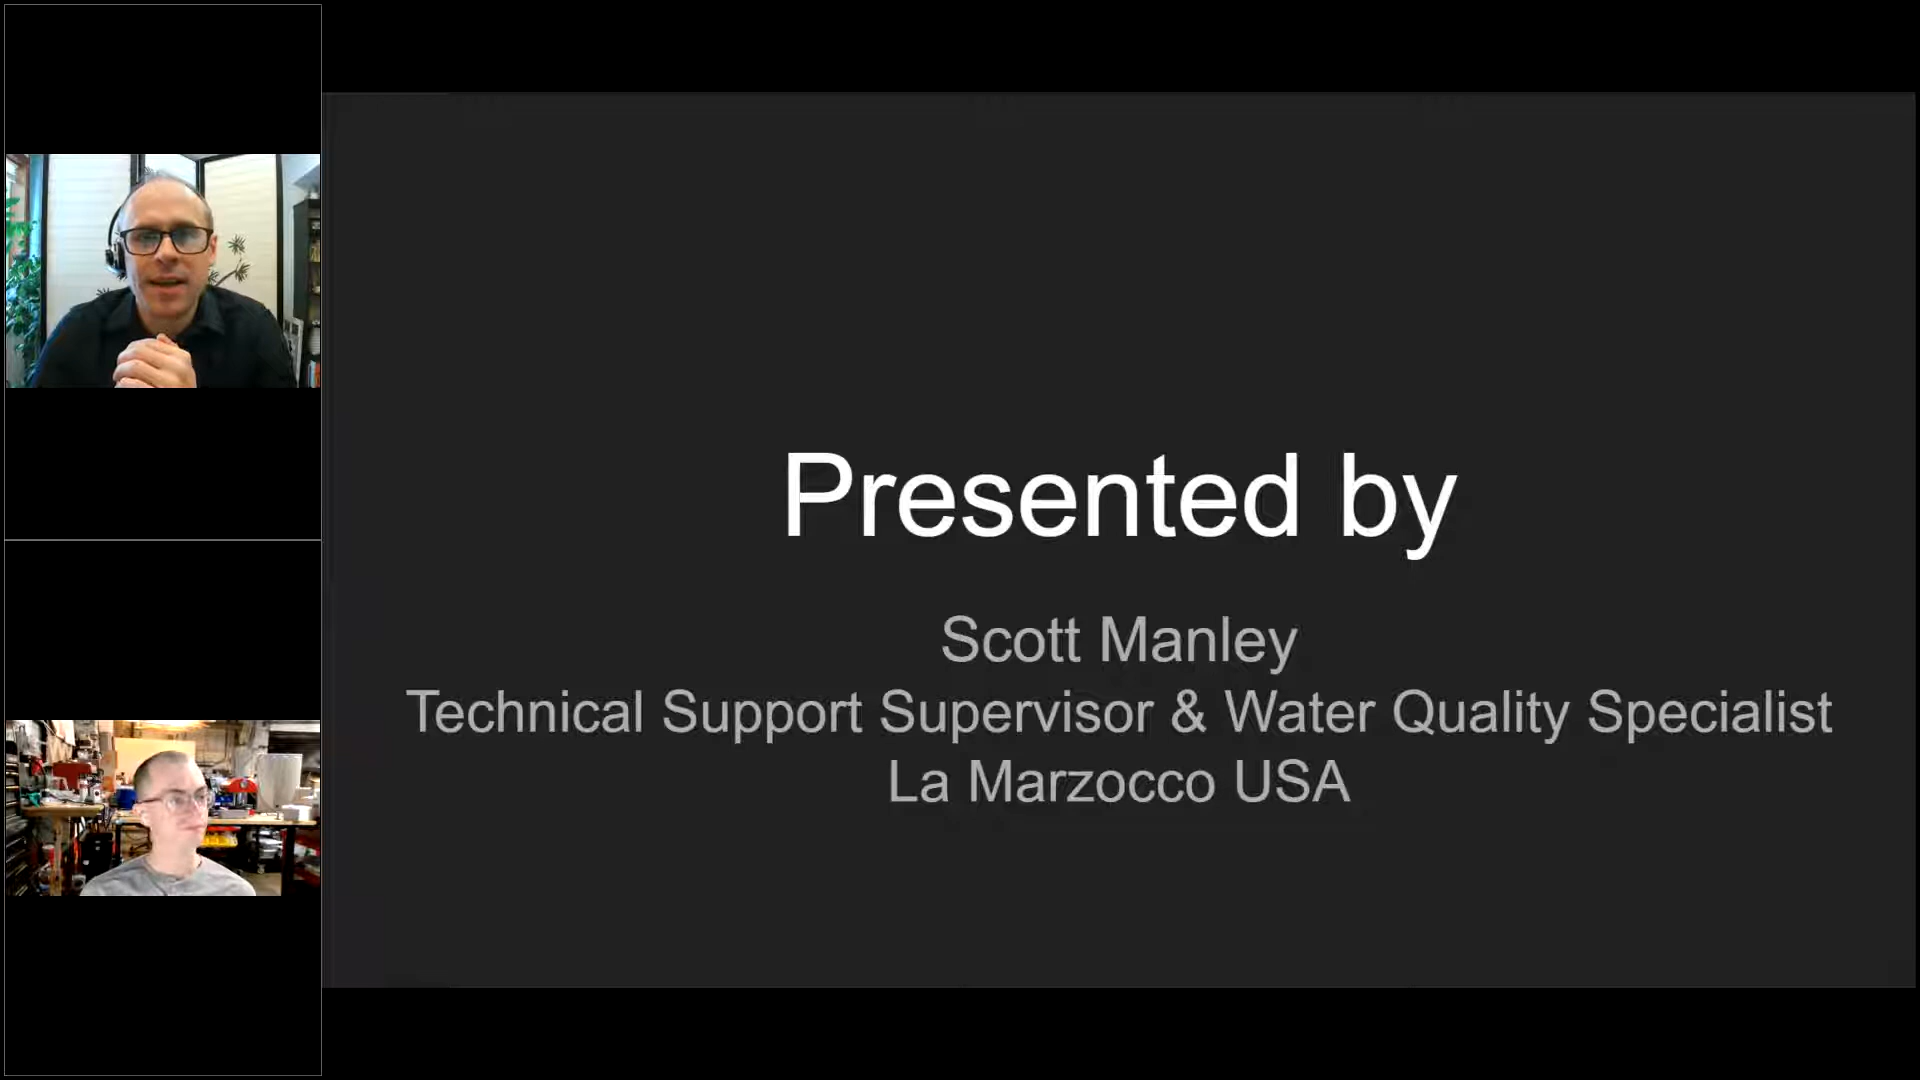 Presented by
Scott Manley
Technical Support Supervisor & Water Quality Specialist
La Marzocco USA